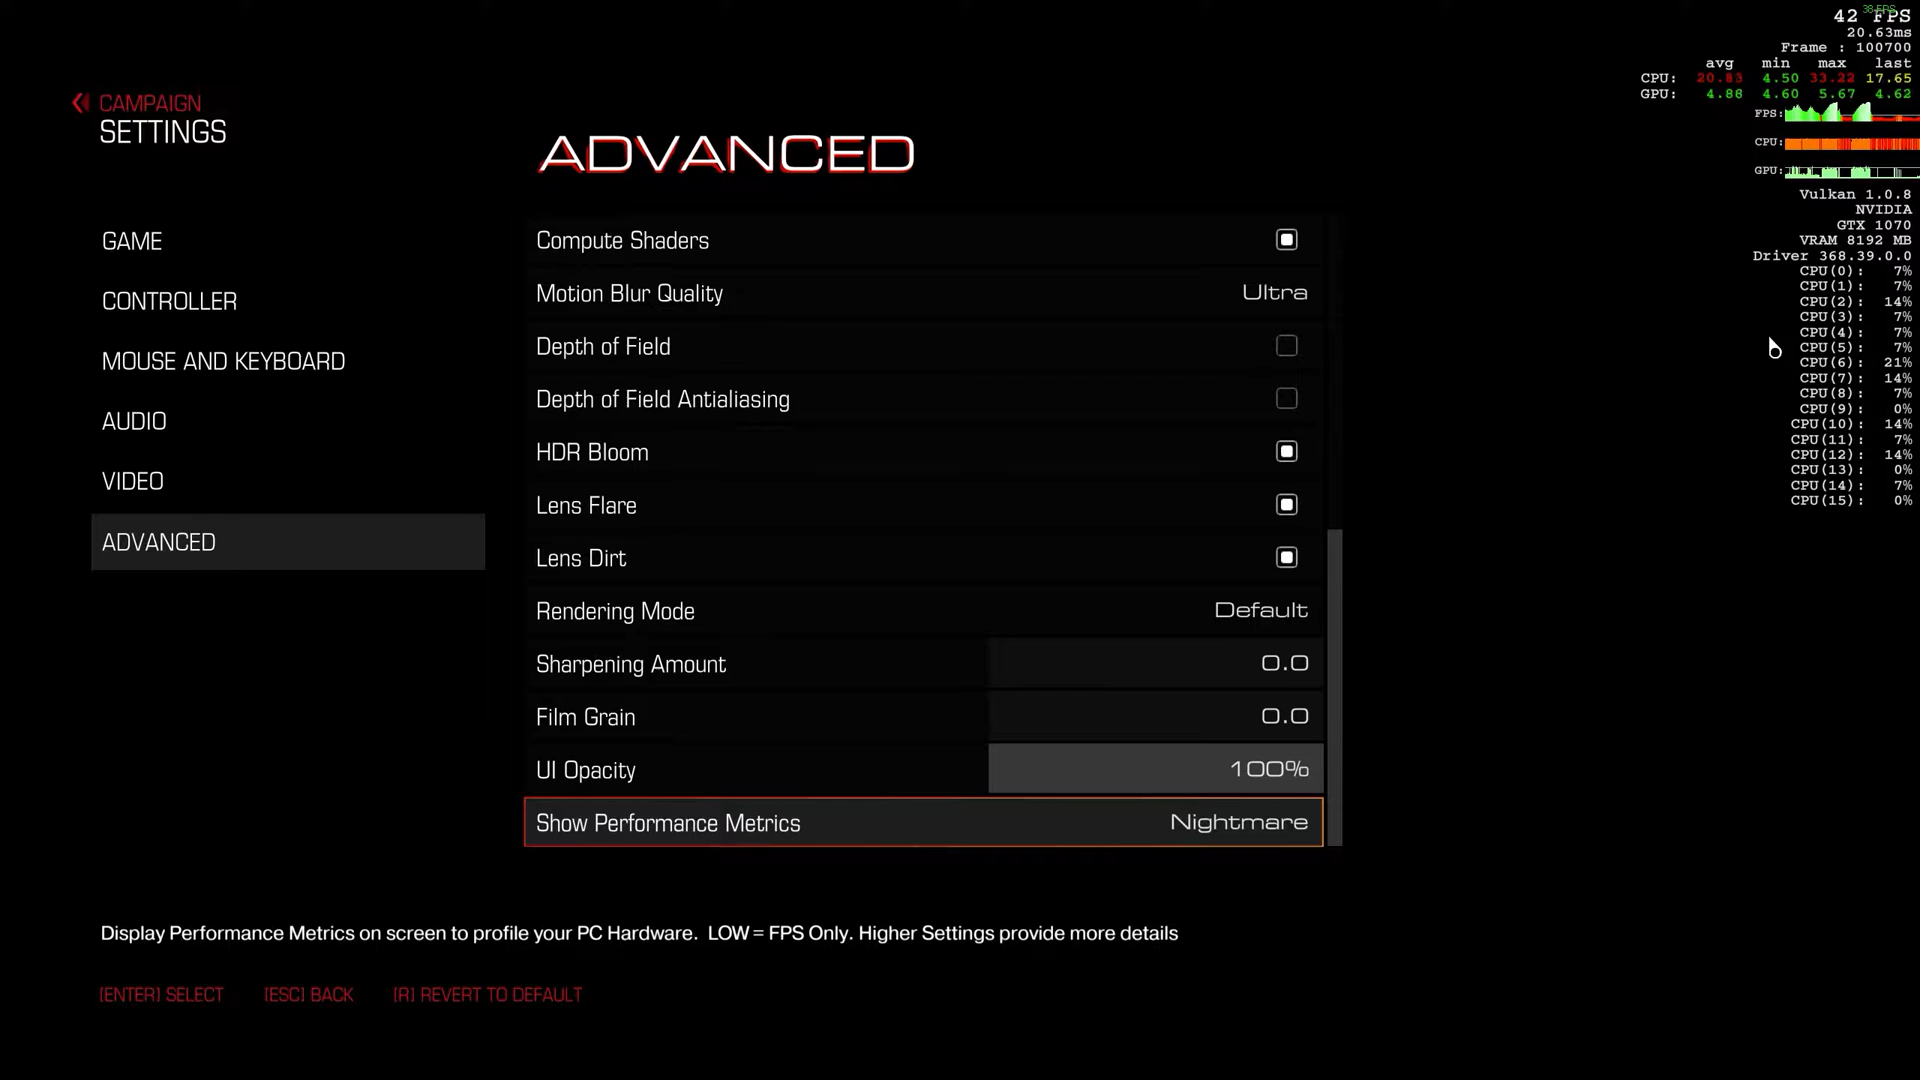 CAMPAIGN
SETTINGS
GAME
CONTROLLER
MOUSE AND KEYBOARD
AUDIO
VIDEO
ADVANCED
ADVANCED
Compute Shaders
Motion Blur Quality Ultra
Depth of Field
Depth of Field Antialiasing
HDR Bloom
Lens Flare
Lens Dirt
Rendering Mode Default
Sharpening Amount 0.0
Film Grain 0.0
UI Opacity 100%
Show Performance Metrics Nightmare
Display Performance Metrics on screen to profile your PC Hardware. LOW = FPS Only. Higher Settings provide more details
[ENTER] SELECT [ESC] BACK [R] REVERT TO DEFAULT
38 FPS
42 FPS
20.63ms
Frame : 100700
avg min max last
CPU: 20.83 4.50 33.22 17.65
GPU: 4.88 4.60 5.67 4.62
FPS:
CPU:
GPU:
Vulkan 1.0.8
NVIDIA
GTX 1070
VRAM 8192 MB
Driver 368.39.0.0
CPU(0): 7%
CPU(1): 7%
CPU(2): 14%
CPU(3): 7%
CPU(4): 7%
CPU(5): 7%
CPU(6): 21%
CPU(7): 14%
CPU(8): 7%
CPU(9): 0%
CPU(10): 14%
CPU(11): 7%
CPU(12): 14%
CPU(13): 0%
CPU(14): 7%
CPU(15): 0%